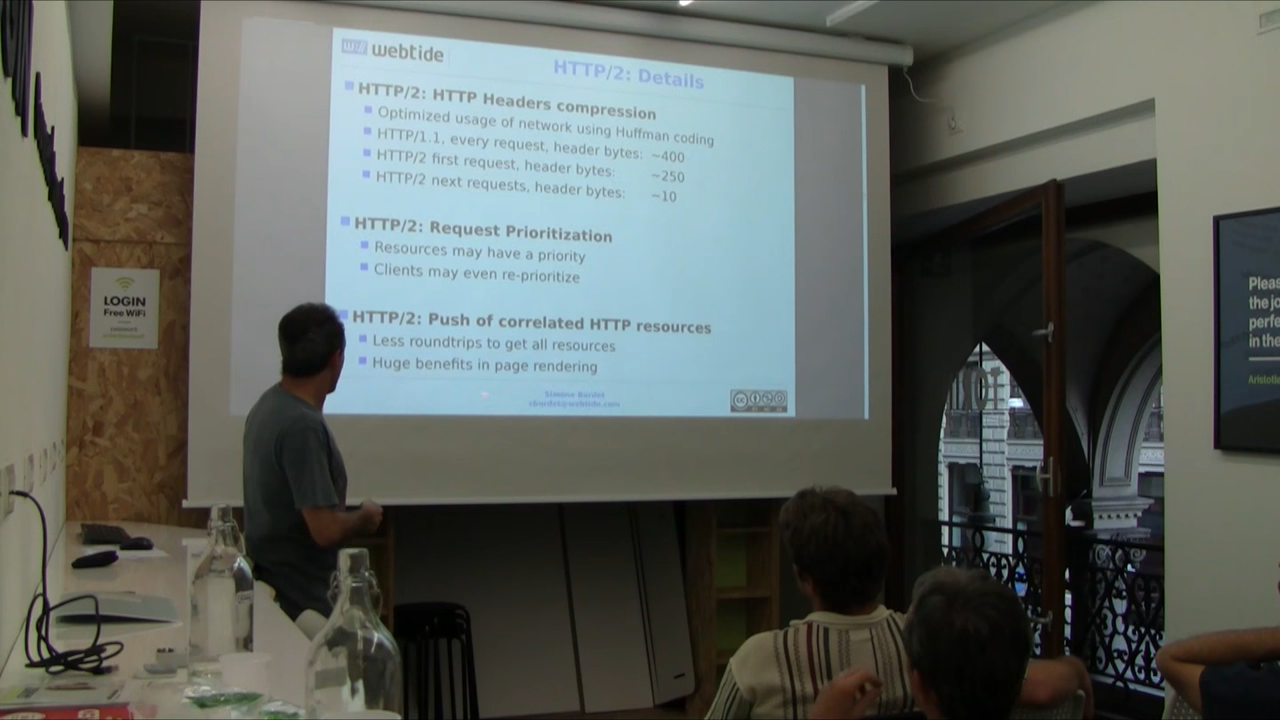 webtide
HTTP/2: Details
HTTP/2: HTTP Headers compression
Optimized usage of network using Huffman coding
HTTP/1.1, every request, header bytes: ~400
HTTP/2 first request, header bytes: ~250
HTTP/2 next requests, header bytes: ~10
HTTP/2: Request Prioritization
Resources may have a priority
Clients may even re-prioritize
HTTP/2: Push of correlated HTTP resources
Less roundtrips to get all resources
Huge benefits in page rendering
Simone Bordet
sbordet@webtide.com
LOGIN
Free WiFi
Pleas
the jo
perfe
in the
Aristotle